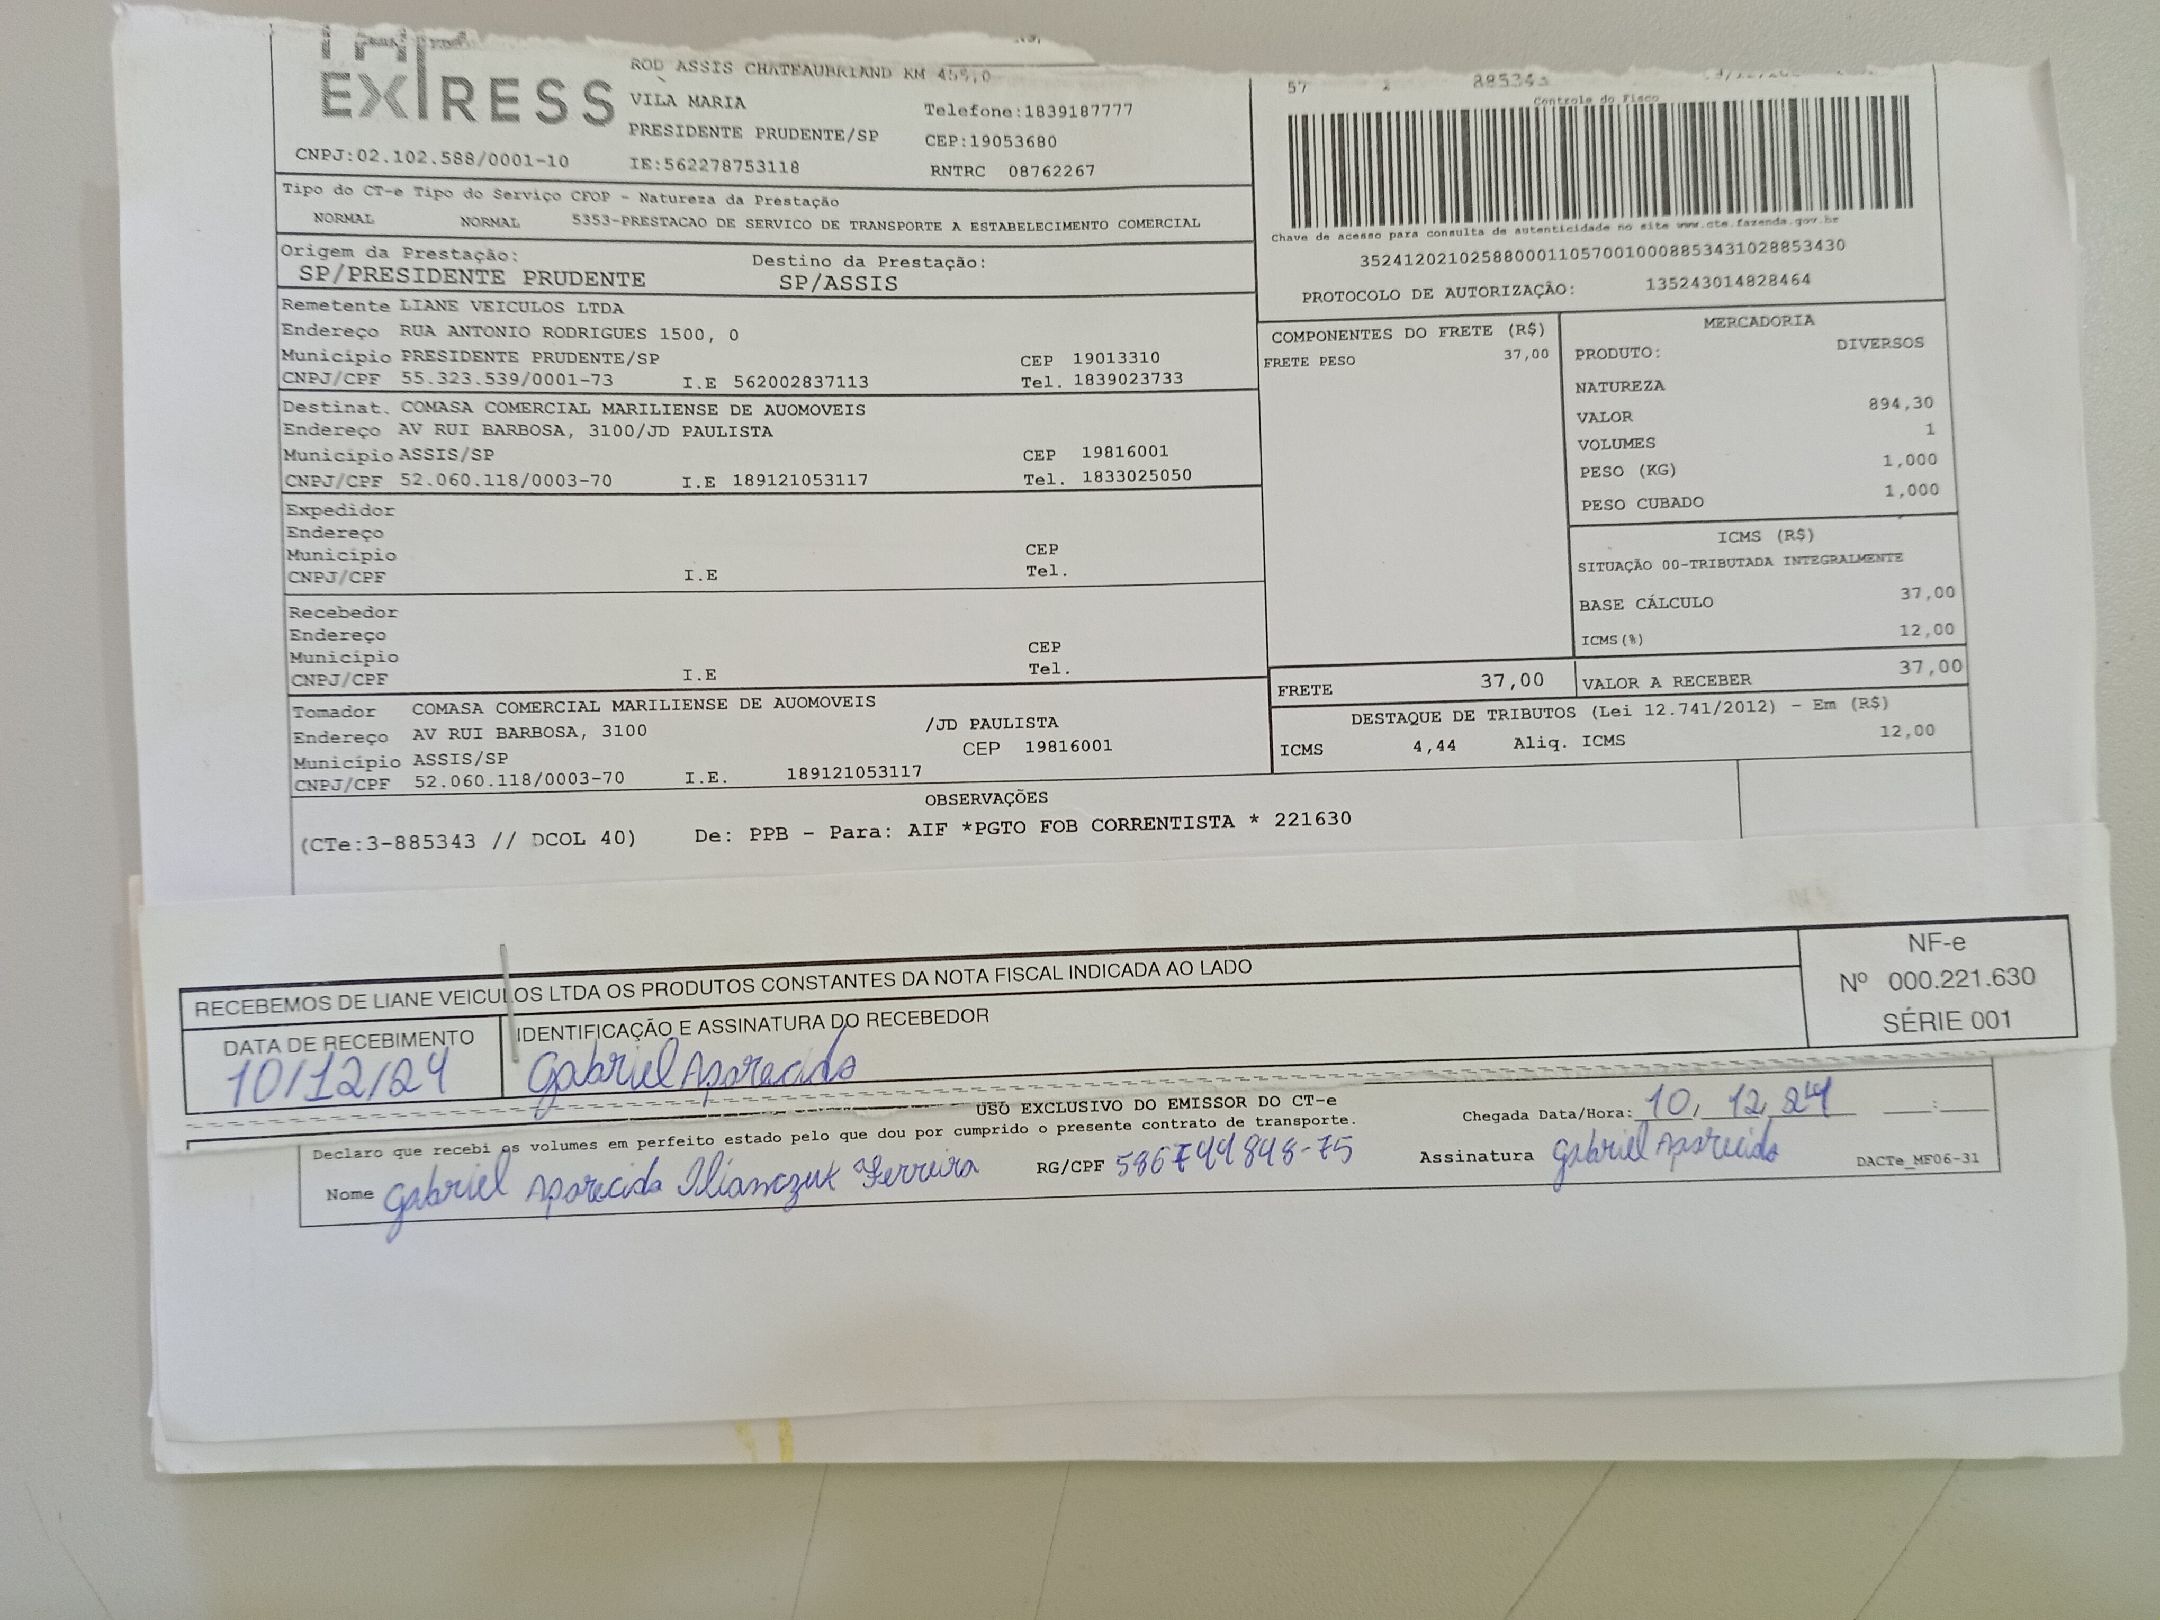 EXPRESS
ROD ASSIS CHATEAUBRIAND KM 455,0
VILA MARIA
Telefone:1839187777
PRESIDENTE PRUDENTE/SP
CEP:19053680
CNPJ:02.102.588/0001-10
IE:562278753118
RNTRC 08762267
57 2 885343
Controle do Fisco
Chave de acesso para consulta de autenticidade no site www.cte.fazenda.gov.br
35241202102588000110570010008853431028853430
PROTOCOLO DE AUTORIZAÇÃO: 135243014828464
Tipo do CT-e Tipo do Serviço CFOP - Natureza da Prestação
NORMAL NORMAL 5353-PRESTACAO DE SERVICO DE TRANSPORTE A ESTABELECIMENTO COMERCIAL
Origem da Prestação: Destino da Prestação:
SP/PRESIDENTE PRUDENTE SP/ASSIS
Remetente LIANE VEICULOS LTDA
Endereço RUA ANTONIO RODRIGUES 1500, 0
Município PRESIDENTE PRUDENTE/SP CEP 19013310
CNPJ/CPF 55.323.539/0001-73 I.E 562002837113 Tel. 1839023733
Destinat. COMASA COMERCIAL MARILIENSE DE AUOMOVEIS
Endereço AV RUI BARBOSA, 3100/JD PAULISTA
Município ASSIS/SP CEP 19816001
CNPJ/CPF 52.060.118/0003-70 I.E 189121053117 Tel. 1833025050
Expedidor
Endereço
Município CEP
CNPJ/CPF I.E Tel.
Recebedor
Endereço
Município CEP
CNPJ/CPF I.E Tel.
Tomador COMASA COMERCIAL MARILIENSE DE AUOMOVEIS
Endereço AV RUI BARBOSA, 3100 /JD PAULISTA
Município ASSIS/SP CEP 19816001
CNPJ/CPF 52.060.118/0003-70 I.E. 189121053117
COMPONENTES DO FRETE (R$)
FRETE PESO 37,00
MERCADORIA
PRODUTO: DIVERSOS
NATUREZA
VALOR 894,30
VOLUMES 1
PESO (KG) 1,000
PESO CUBADO 1,000
ICMS (R$)
SITUAÇÃO 00-TRIBUTADA INTEGRALMENTE
BASE CÁLCULO 37,00
ICMS(%) 12,00
FRETE 37,00 VALOR A RECEBER 37,00
DESTAQUE DE TRIBUTOS (Lei 12.741/2012) - Em (R$)
ICMS 4,44 Aliq. ICMS 12,00
OBSERVAÇÕES
(CTe:3-885343 // DCOL 40) De: PPB - Para: AIF *PGTO FOB CORRENTISTA * 221630
RECEBEMOS DE LIANE VEICULOS LTDA OS PRODUTOS CONSTANTES DA NOTA FISCAL INDICADA AO LADO
NF-e
Nº 000.221.630
SÉRIE 001
DATA DE RECEBIMENTO IDENTIFICAÇÃO E ASSINATURA DO RECEBEDOR
10/12/24 Gabriel Aparecido
USO EXCLUSIVO DO EMISSOR DO CT-e
Declaro que recebi os volumes em perfeito estado pelo que dou por cumprido o presente contrato de transporte.
Chegada Data/Hora: 10, 12, 24 :
Nome Gabriel Aparecido Ilianczuk Ferreira RG/CPF 586744848-75 Assinatura Gabriel Aparecido DACTe_MF06-31